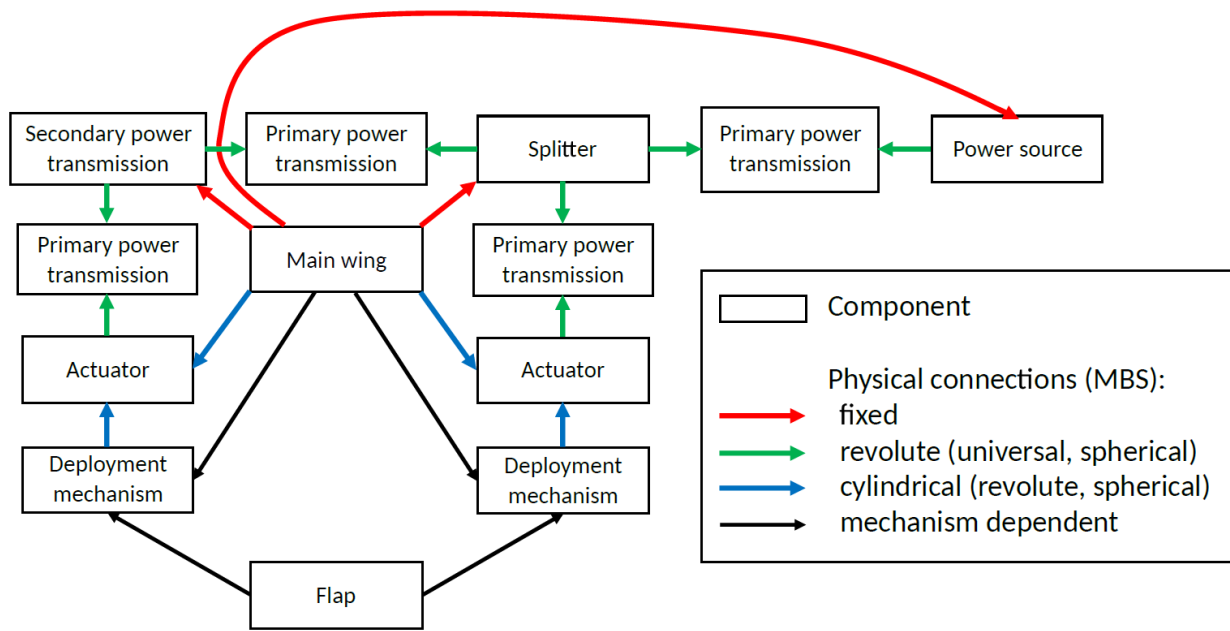 Secondary power
transmission
Primary power
transmission
Splitter
Primary power
transmission
Power source
Primary power
transmission
Main wing
Primary power
transmission
Actuator
Actuator
Deployment
mechanism
Deployment
mechanism
Flap
Component
Physical connections (MBS):
fixed
revolute (universal, spherical)
cylindrical (revolute, spherical)
mechanism dependent